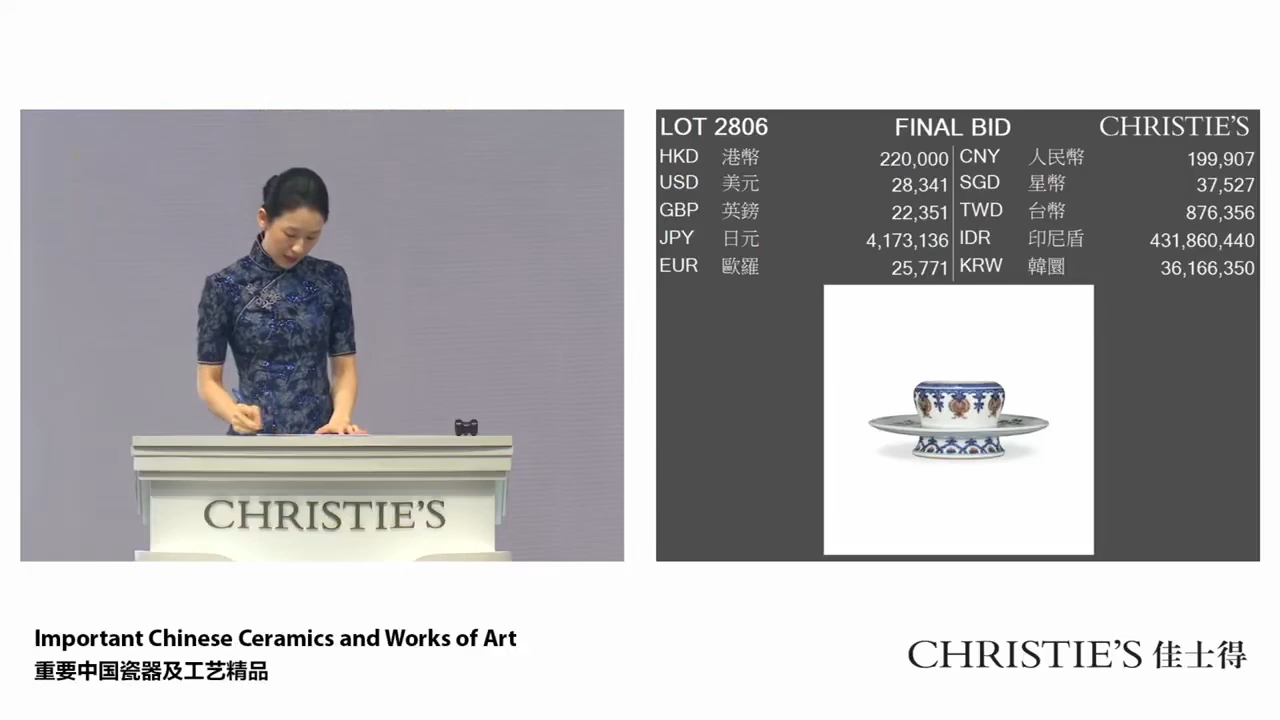 LOT 2806 FINAL BID CHRISTIE'S
HKD 港幣 220,000 CNY 人民幣 199,907
USD 美元 28,341 SGD 星幣 37,527
GBP 英鎊 22,351 TWD 台幣 876,356
JPY 日元 4,173,136 IDR 印尼盾 431,860,440
EUR 歐羅 25,771 KRW 韓圜 36,166,350
CHRISTIE'S
Important Chinese Ceramics and Works of Art
重要中国瓷器及工艺精品
CHRISTIE'S 佳士得